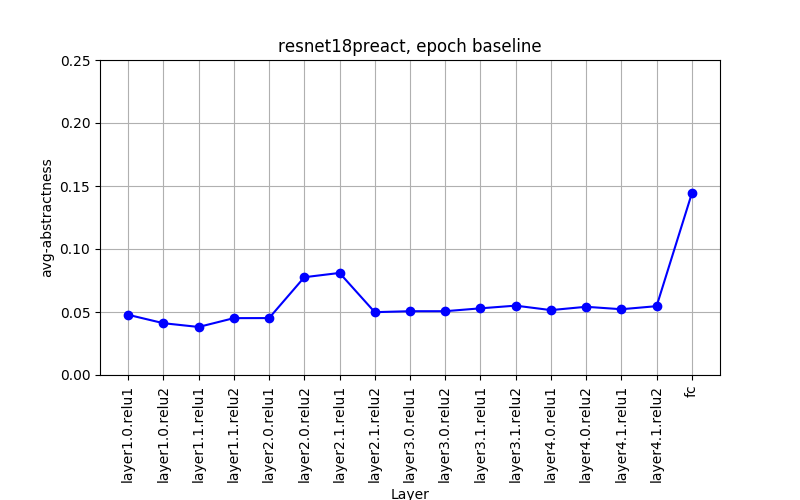 resnet18preact, epoch baseline
avg-abstractness
0.25
0.20
0.15
0.10
0.05
0.00
layer1.0.relu1
layer1.0.relu2
layer1.1.relu1
layer1.1.relu2
layer2.0.relu1
layer2.0.relu2
layer2.1.relu1
layer2.1.relu2
layer3.0.relu1
layer3.0.relu2
layer3.1.relu1
layer3.1.relu2
layer4.0.relu1
layer4.0.relu2
layer4.1.relu1
layer4.1.relu2
fc
Layer